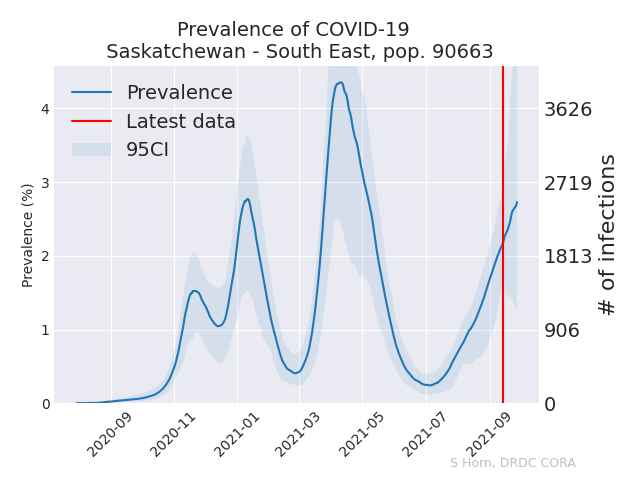 Prevalence of COVID-19
Saskatchewan - South East, pop. 90663
Prevalence
Latest data
95CI
Prevalence (%)
4
3
2
1
0
3626
2719
1813
906
0
# of infections
2020-09
2020-11
2021-01
2021-03
2021-05
2021-07
2021-09
S Horn, DRDC CORA